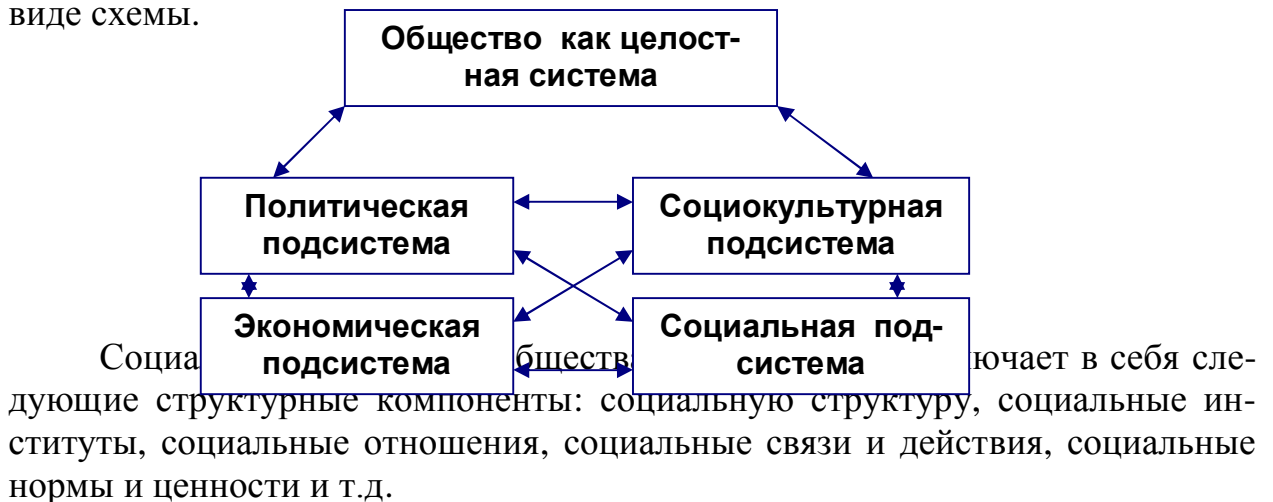 виде схемы.
Общество как целост-
ная система
Политическая
подсистема
Социокультурная
подсистема
Экономическая
подсистема
Социальная под-
система
Социа бществ ючает в себя сле-
дующие структурные компоненты: социальную структуру, социальные ин-
ституты, социальные отношения, социальные связи и действия, социальные
нормы и ценности и т.д.